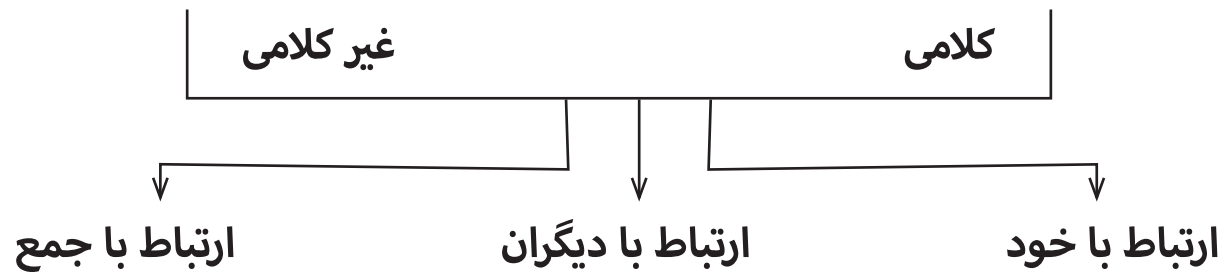 کلامی غیر کلامی
ارتباط با خود ارتباط با دیگران ارتباط با جمع